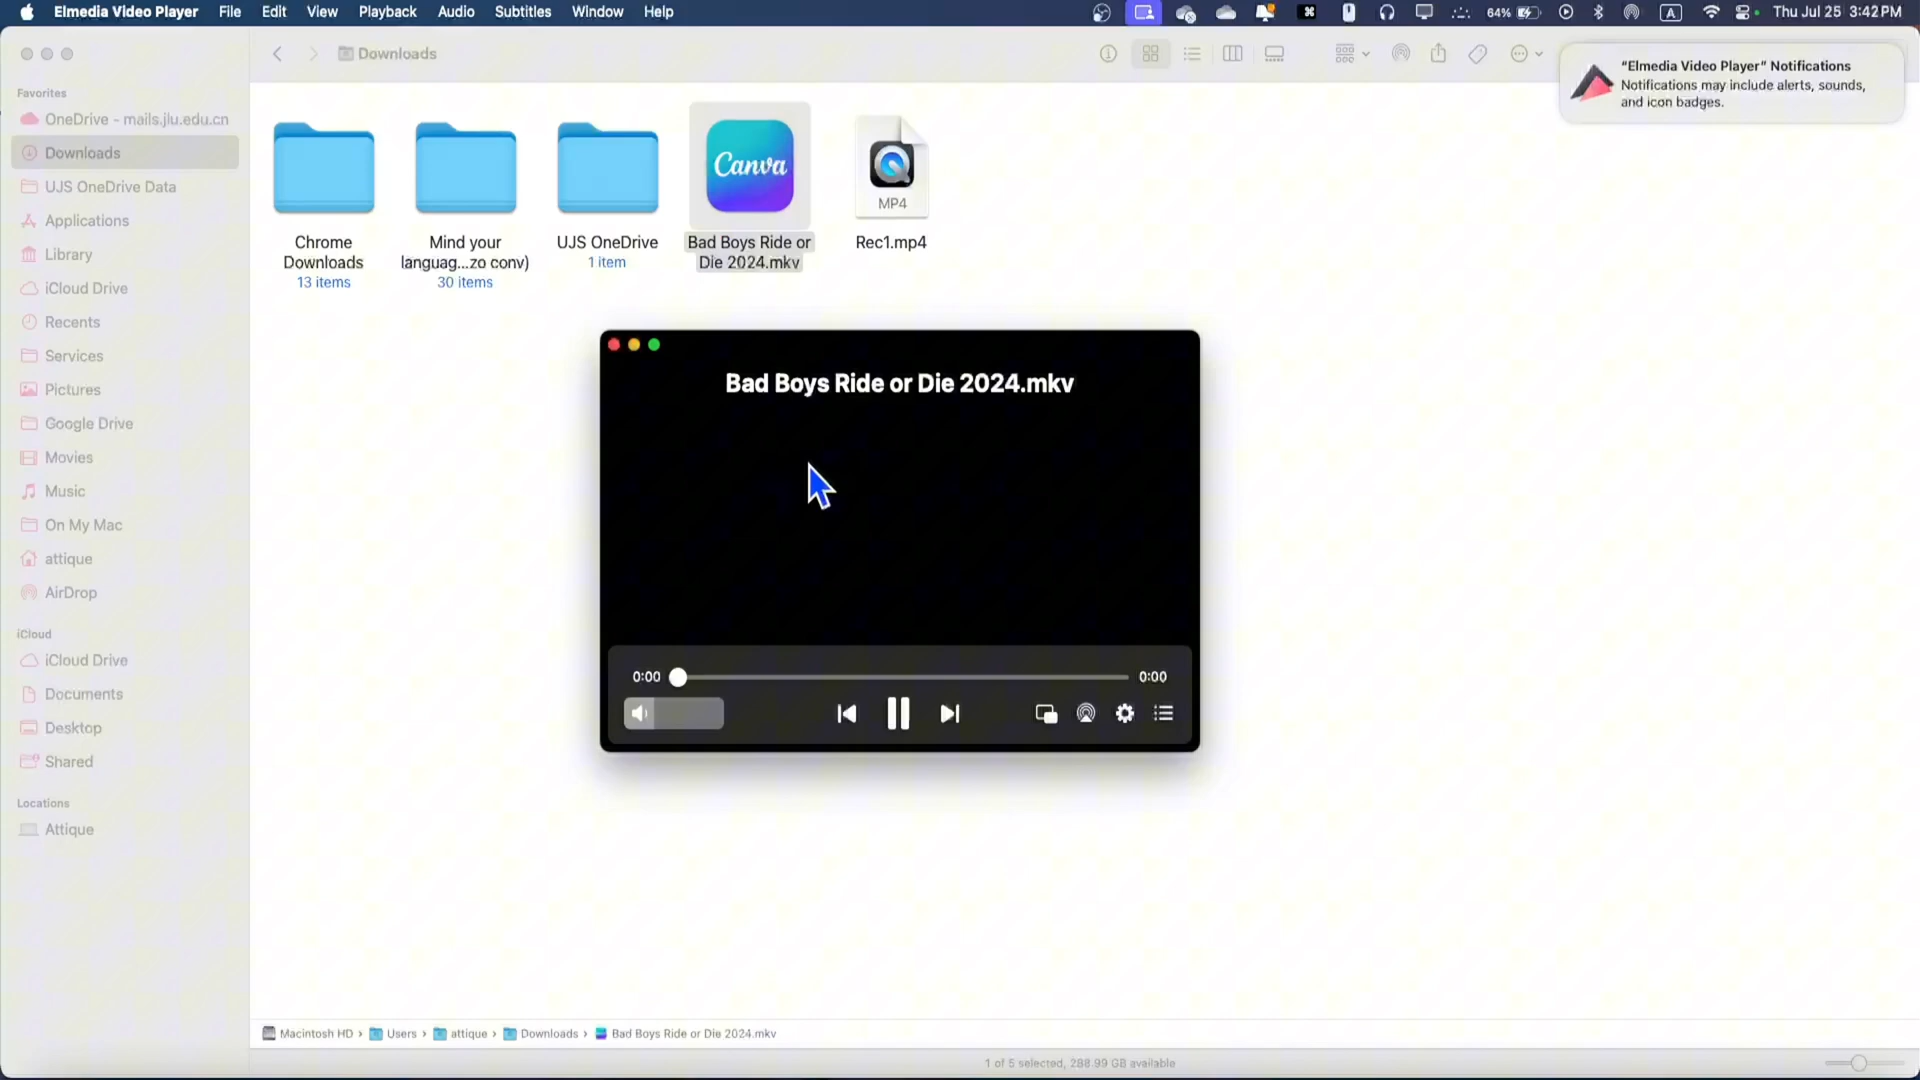 Elmedia Video Player File Edit View Playback Audio Subtitles Window Help
A 64% Thu Jul 25 3:42 PM
Downloads
"Elmedia Video Player" Notifications
Notifications may include alerts, sounds,
and icon badges.
Favorites
OneDrive - mails.jlu.edu.cn
Downloads
UJS OneDrive Data
Applications
Library
iCloud Drive
Recents
Services
Pictures
Google Drive
Movies
Music
On My Mac
attique
AirDrop
iCloud
iCloud Drive
Documents
Desktop
Shared
Locations
Attique
Chrome
Downloads
13 items
Mind your
languag...zo conv)
30 items
UJS OneDrive
1 item
Canva
Bad Boys Ride or
Die 2024.mkv
MP4
Rec1.mp4
Bad Boys Ride or Die 2024.mkv
0:00 0:00
Macintosh HD › Users › attique › Downloads › Bad Boys Ride or Die 2024.mkv
1 of 5 selected, 288.99 GB available